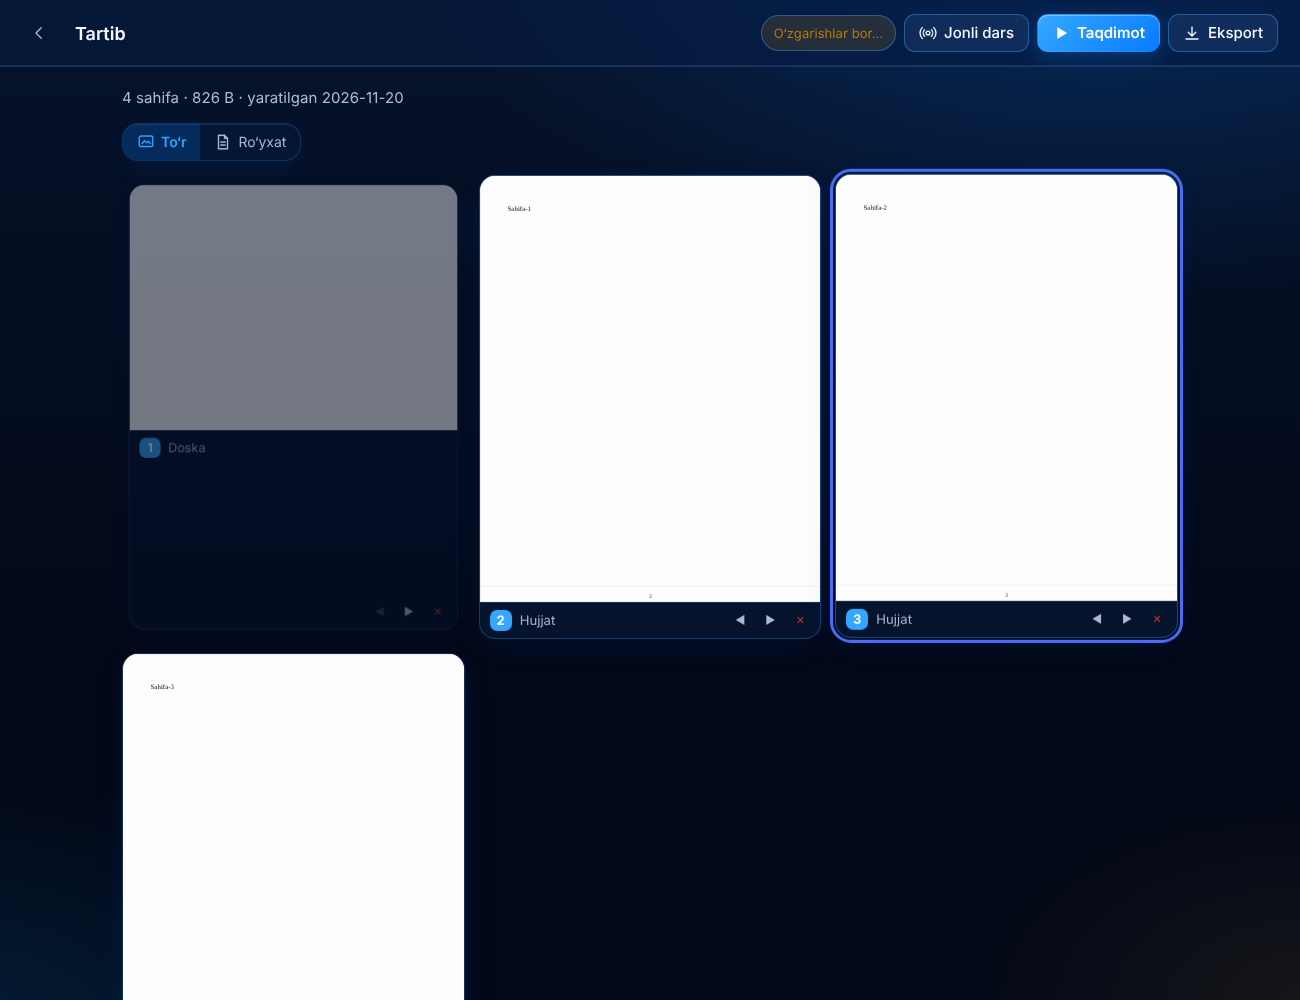 Tartib
O‘zgarishlar bor...
Jonli dars
Taqdimot
Eksport
4 sahifa · 826 B · yaratilgan 2026-11-20
To‘r
Ro‘yxat
1 Doska
Sahifa-1
2
2 Hujjat
Sahifa-2
3
3 Hujjat
Sahifa-3